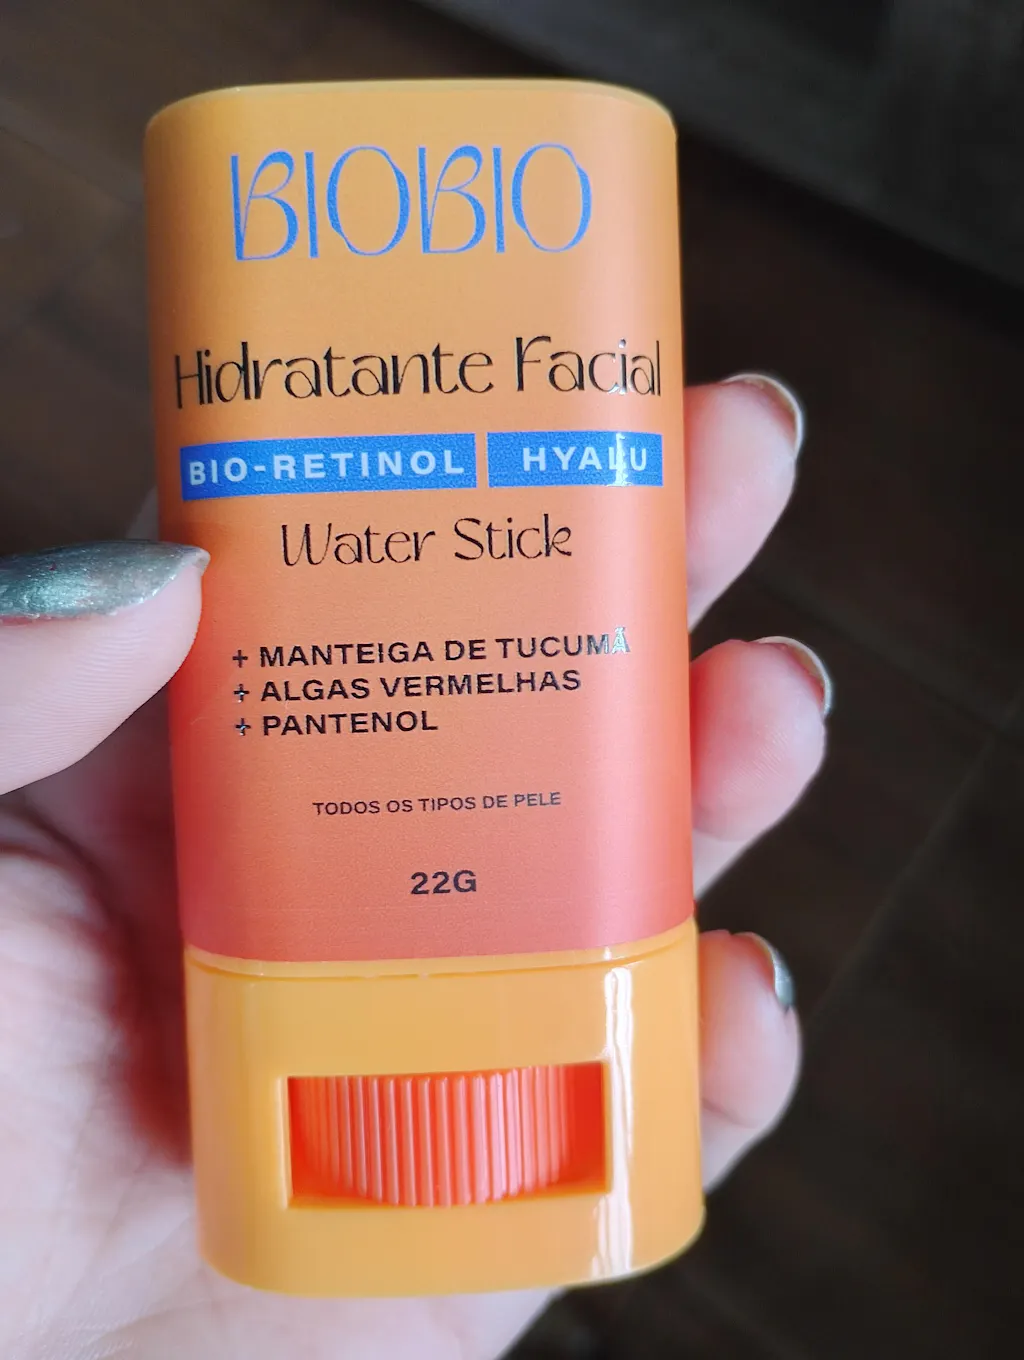 BIOBIO
Hidratante Facial
BIO-RETINOL HYALU
Water Stick
+ MANTEIGA DE TUCUMÃ
+ ALGAS VERMELHAS
+ PANTENOL
TODOS OS TIPOS DE PELE
22G